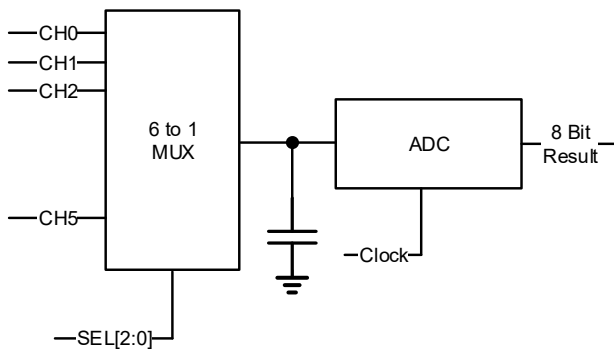 CH0
CH1
CH2
6 to 1
MUX
ADC
8 Bit
Result
CH5
Clock
SEL[2:0]